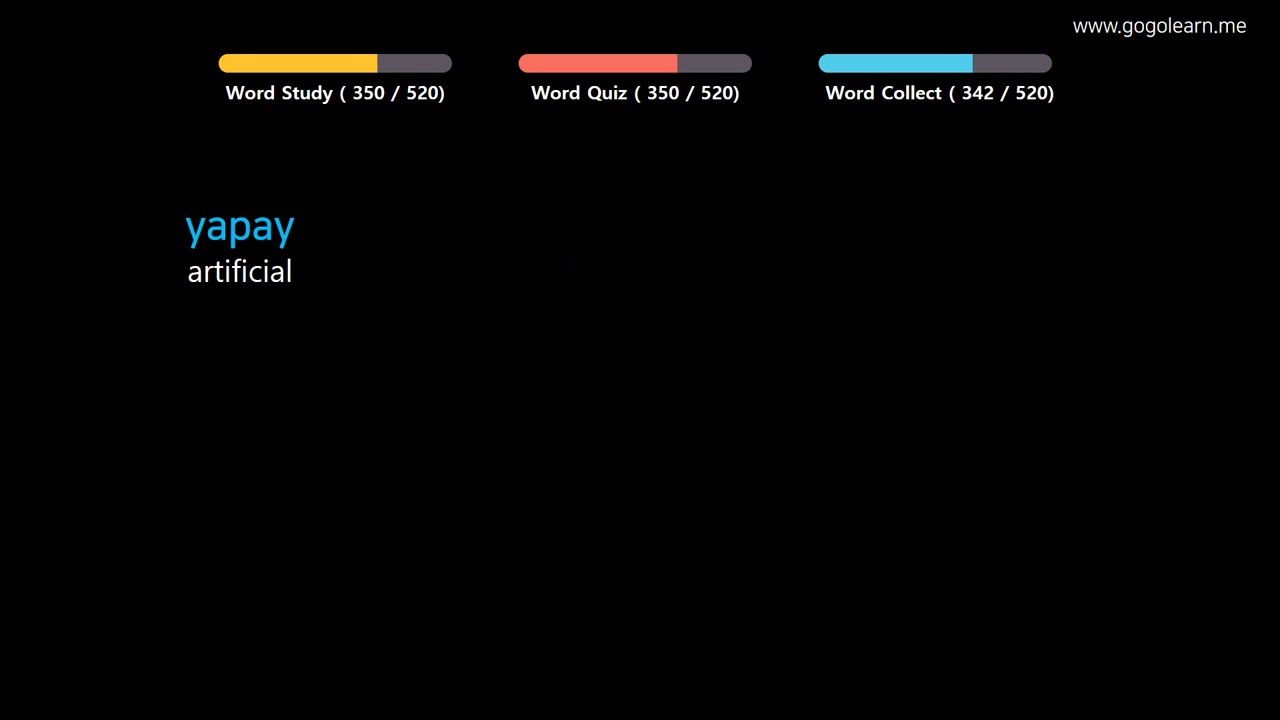 www.gogolearn.me
Word Study ( 350 / 520)
Word Quiz ( 350 / 520)
Word Collect ( 342 / 520)
yapay
artificial